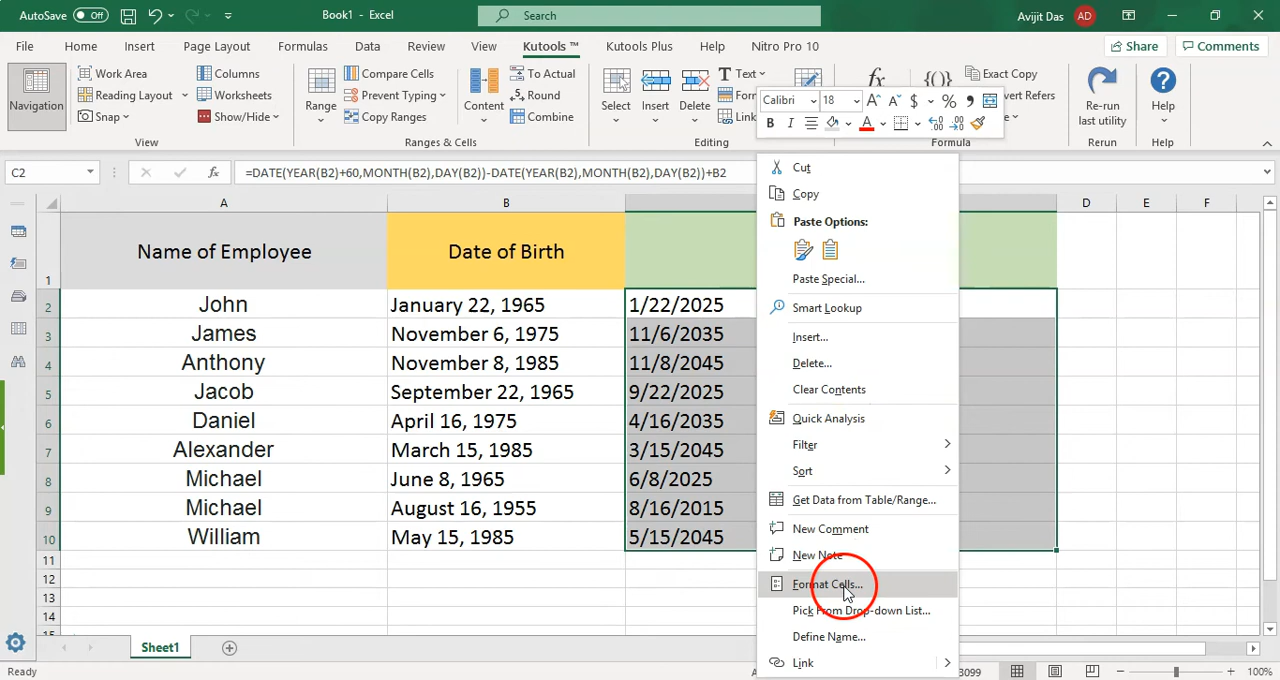 AutoSave Off Book1 - Excel Search Avijit Das AD
File Home Insert Page Layout Formulas Data Review View Kutools ™ Kutools Plus Help Nitro Pro 10 Share Comments
Navigation
Work Area
Reading Layout
Snap
Columns
Worksheets
Show/Hide
View
Range
Compare Cells
Prevent Typing
Copy Ranges
Content
To Actual
Round
Combine
Ranges & Cells
Select
Insert
Delete
Text
Editing
Exact Copy
Formula
Re-run last utility
Rerun
Help
Help
Calibri 18 A A $ % ,
B I A
C2 fx =DATE(YEAR(B2)+60,MONTH(B2),DAY(B2))-DATE(YEAR(B2),MONTH(B2),DAY(B2))+B2
A B D E F
1 Name of Employee Date of Birth
2 John January 22, 1965 1/22/2025
3 James November 6, 1975 11/6/2035
4 Anthony November 8, 1985 11/8/2045
5 Jacob September 22, 1965 9/22/2025
6 Daniel April 16, 1975 4/16/2035
7 Alexander March 15, 1985 3/15/2045
8 Michael June 8, 1965 6/8/2025
9 Michael August 16, 1955 8/16/2015
10 William May 15, 1985 5/15/2045
11
12
13
14
Cut
Copy
Paste Options:
Paste Special...
Smart Lookup
Insert...
Delete...
Clear Contents
Quick Analysis
Filter
Sort
Get Data from Table/Range...
New Comment
New Note
Format Cells...
Pick From Drop-down List...
Define Name...
Link
Sheet1
Ready 3099 100%